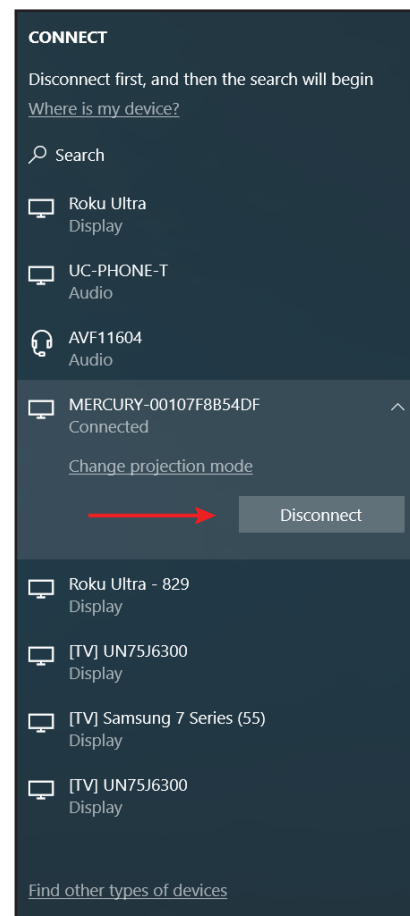 CONNECT
Disconnect first, and then the search will begin
Where is my device?
Search
Roku Ultra
Display
UC-PHONE-T
Audio
AVF11604
Audio
MERCURY-00107F8B54DF
Connected
Change projection mode
Disconnect
Roku Ultra - 829
Display
[TV] UN75J6300
Display
[TV] Samsung 7 Series (55)
Display
[TV] UN75J6300
Display
Find other types of devices